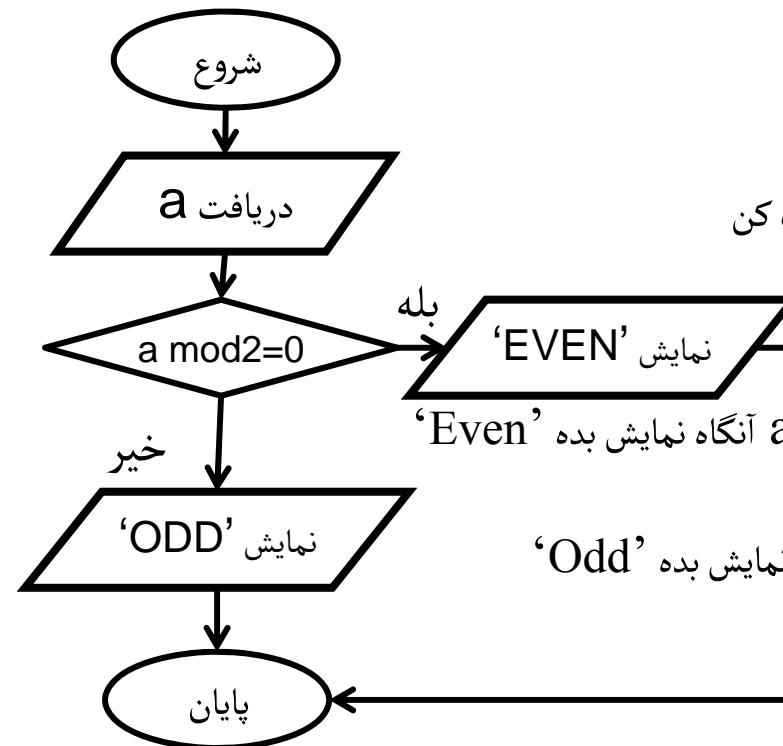 شروع
دریافت a
کن
بله
a mod2=0
نمایش ‘EVEN’
a آنگاه نمایش بده ‘Even’
خیر
نمایش ‘ODD’
نمایش بده ‘Odd’
پایان